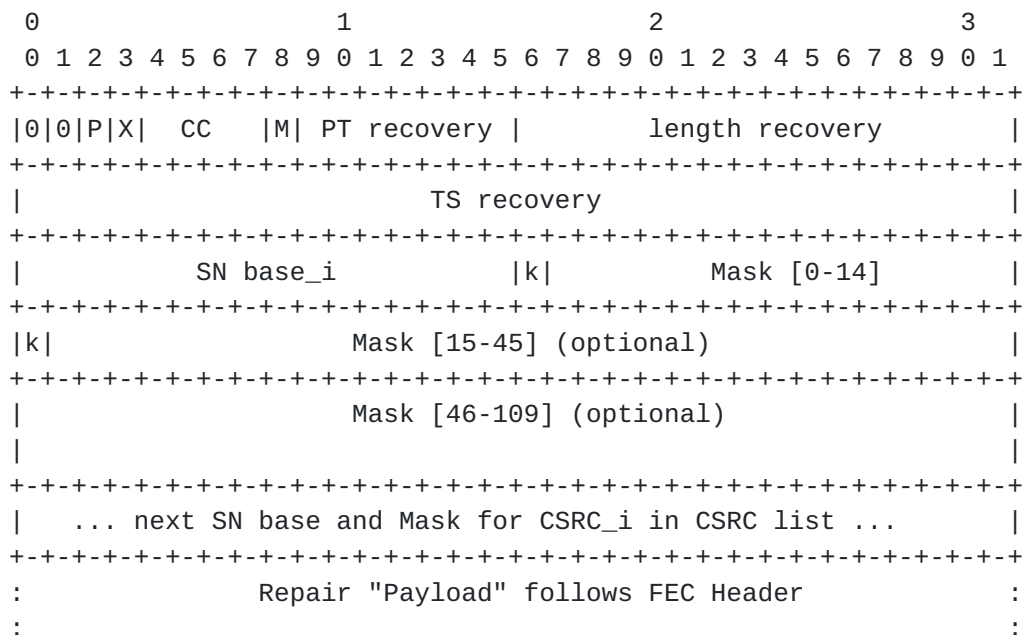 0                   1                   2                   3
 0 1 2 3 4 5 6 7 8 9 0 1 2 3 4 5 6 7 8 9 0 1 2 3 4 5 6 7 8 9 0 1
+-+-+-+-+-+-+-+-+-+-+-+-+-+-+-+-+-+-+-+-+-+-+-+-+-+-+-+-+-+-+-+-+
|0|0|P|X|  CC   |M| PT recovery |        length recovery        |
+-+-+-+-+-+-+-+-+-+-+-+-+-+-+-+-+-+-+-+-+-+-+-+-+-+-+-+-+-+-+-+-+
|                          TS recovery                          |
+-+-+-+-+-+-+-+-+-+-+-+-+-+-+-+-+-+-+-+-+-+-+-+-+-+-+-+-+-+-+-+-+
|           SN base_i           |k|          Mask [0-14]        |
+-+-+-+-+-+-+-+-+-+-+-+-+-+-+-+-+-+-+-+-+-+-+-+-+-+-+-+-+-+-+-+-+
|k|                   Mask [15-45] (optional)                   |
+-+-+-+-+-+-+-+-+-+-+-+-+-+-+-+-+-+-+-+-+-+-+-+-+-+-+-+-+-+-+-+-+
|                     Mask [46-109] (optional)                  |
|                                                               |
+-+-+-+-+-+-+-+-+-+-+-+-+-+-+-+-+-+-+-+-+-+-+-+-+-+-+-+-+-+-+-+-+
|   ... next SN base and Mask for CSRC_i in CSRC list ...       |
+-+-+-+-+-+-+-+-+-+-+-+-+-+-+-+-+-+-+-+-+-+-+-+-+-+-+-+-+-+-+-+-+
:               Repair "Payload" follows FEC Header             :
:                                                               :